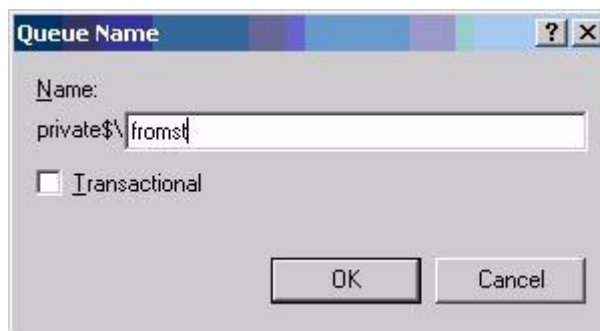 Queue Name
Name:
private$\ fromst
Transactional
OK Cancel